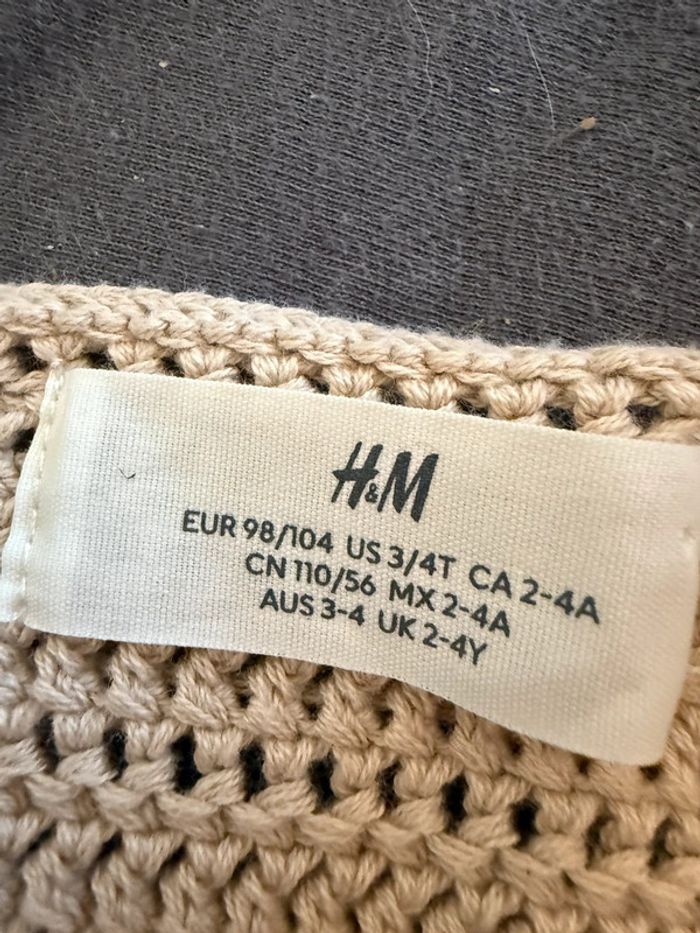 H&M
EUR 98/104 US 3/4T CA 2-4A
CN 110/56 MX 2-4A
AUS 3-4 UK 2-4Y